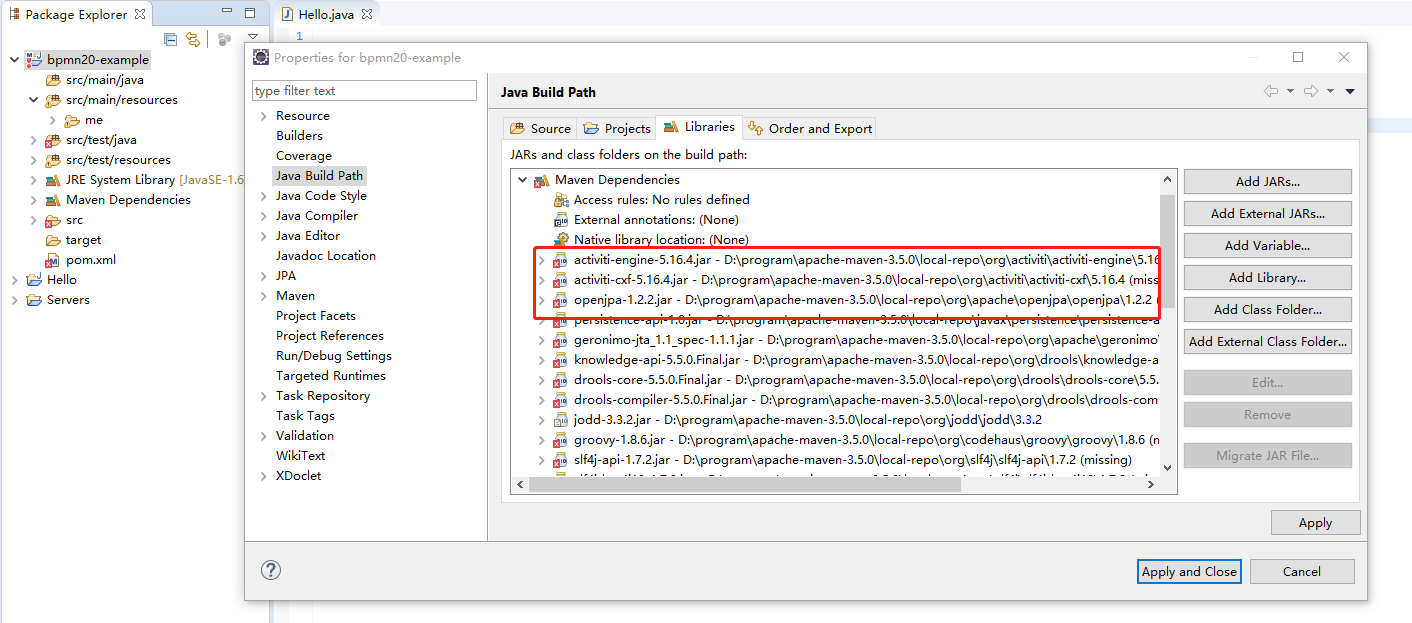 Package Explorer
Hello.java
1
bpmn20-example
src/main/java
src/main/resources
me
src/test/java
src/test/resources
JRE System Library [JavaSE-1.6
Maven Dependencies
src
target
pom.xml
Hello
Servers
Properties for bpmn20-example
type filter text
Resource
Builders
Coverage
Java Build Path
Java Code Style
Java Compiler
Java Editor
Javadoc Location
JPA
Maven
Project Facets
Project References
Run/Debug Settings
Targeted Runtimes
Task Repository
Task Tags
Validation
WikiText
XDoclet
Java Build Path
Source Projects Libraries Order and Export
JARs and class folders on the build path:
Maven Dependencies
Access rules: No rules defined
External annotations: (None)
Native library location: (None)
activiti-engine-5.16.4.jar - D:\program\apache-maven-3.5.0\local-repo\org\activiti\activiti-engine\5.16
activiti-cxf-5.16.4.jar - D:\program\apache-maven-3.5.0\local-repo\org\activiti\activiti-cxf\5.16.4 (miss
openjpa-1.2.2.jar - D:\program\apache-maven-3.5.0\local-repo\org\apache\openjpa\openjpa\1.2.2 (
persistence-api-1.0.jar - D:\program\apache-maven-3.5.0\local-repo\javax\persistence\persistence-a
geronimo-jta_1.1_spec-1.1.1.jar - D:\program\apache-maven-3.5.0\local-repo\org\apache\geronimo\
knowledge-api-5.5.0.Final.jar - D:\program\apache-maven-3.5.0\local-repo\org\drools\knowledge-a
drools-core-5.5.0.Final.jar - D:\program\apache-maven-3.5.0\local-repo\org\drools\drools-core\5.5.
drools-compiler-5.5.0.Final.jar - D:\program\apache-maven-3.5.0\local-repo\org\drools\drools-com
jodd-3.3.2.jar - D:\program\apache-maven-3.5.0\local-repo\org\jodd\jodd\3.3.2
groovy-1.8.6.jar - D:\program\apache-maven-3.5.0\local-repo\org\codehaus\groovy\groovy\1.8.6 (m
slf4j-api-1.7.2.jar - D:\program\apache-maven-3.5.0\local-repo\org\slf4j\slf4j-api\1.7.2 (missing)
Add JARs...
Add External JARs...
Add Variable...
Add Library...
Add Class Folder...
Add External Class Folder...
Edit...
Remove
Migrate JAR File...
Apply
Apply and Close
Cancel